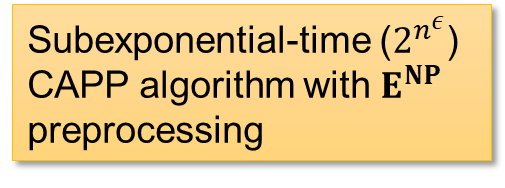 Subexponential-time (2^{n^ϵ})
CAPP algorithm with 𝐄^𝐍𝐏
preprocessing